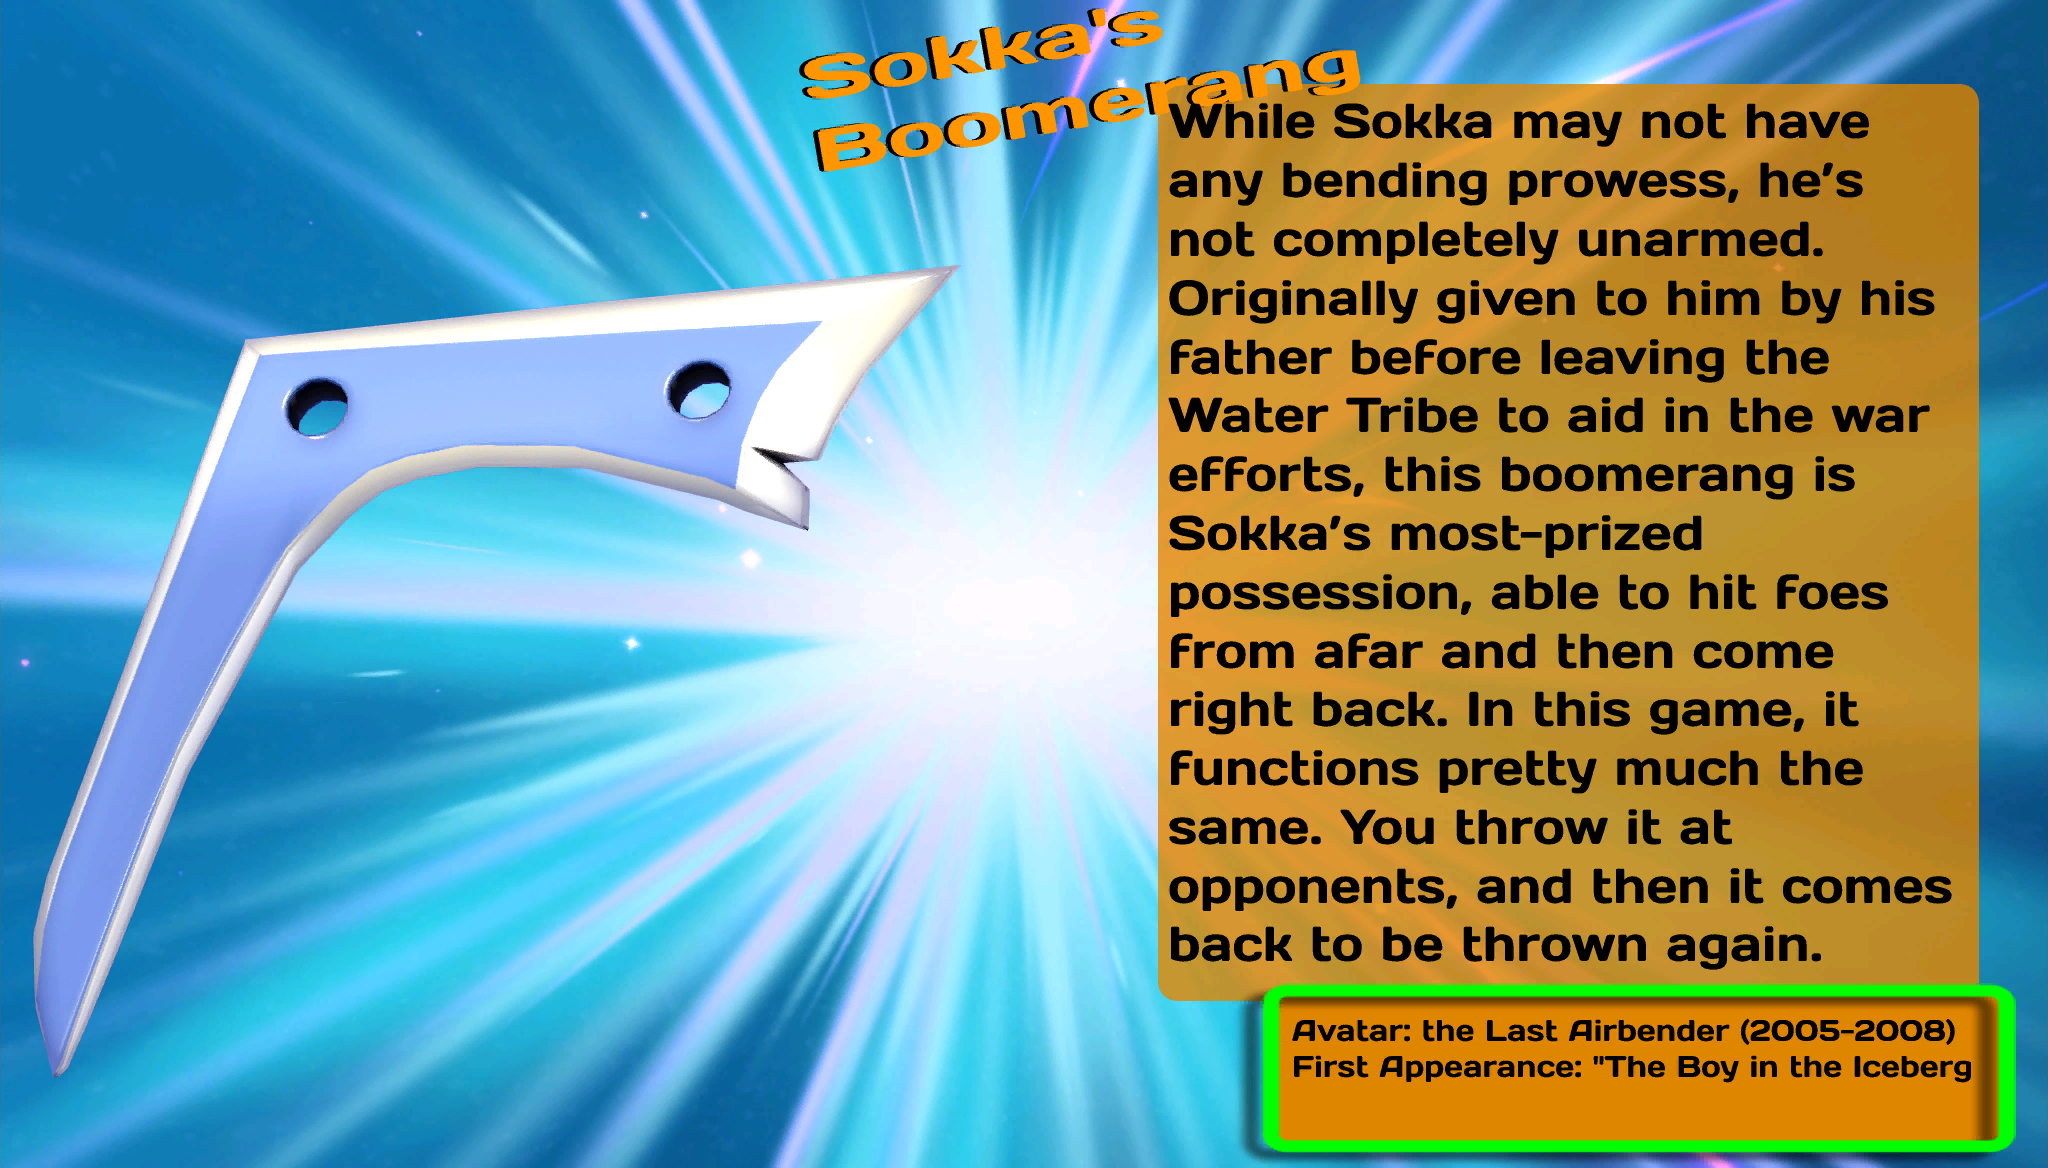 Sokka's
Boomerang
While Sokka may not have
any bending prowess, he’s
not completely unarmed.
Originally given to him by his
father before leaving the
Water Tribe to aid in the war
efforts, this boomerang is
Sokka’s most-prized
possession, able to hit foes
from afar and then come
right back. In this game, it
functions pretty much the
same. You throw it at
opponents, and then it comes
back to be thrown again.
Avatar: the Last Airbender (2005-2008)
First Appearance: "The Boy in the Iceberg